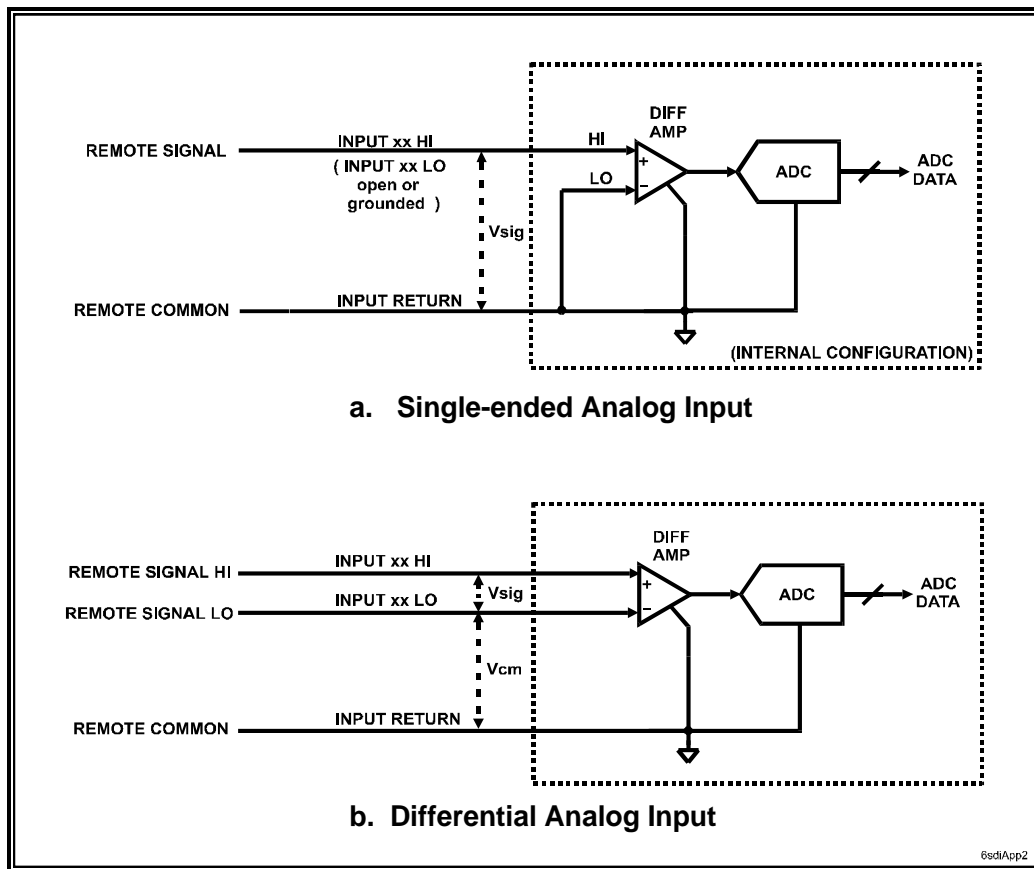 DIFF
AMP
REMOTE SIGNAL
INPUT xx HI
HI
( INPUT xx LO
open or
grounded )
+
LO
−
ADC
ADC
DATA
Vsig
REMOTE COMMON
INPUT RETURN
(INTERNAL CONFIGURATION)
a. Single-ended Analog Input
DIFF
AMP
REMOTE SIGNAL HI
INPUT xx HI
+
Vsig
REMOTE SIGNAL LO
INPUT xx LO
−
ADC
ADC
DATA
Vcm
REMOTE COMMON
INPUT RETURN
b. Differential Analog Input
6sdiApp2